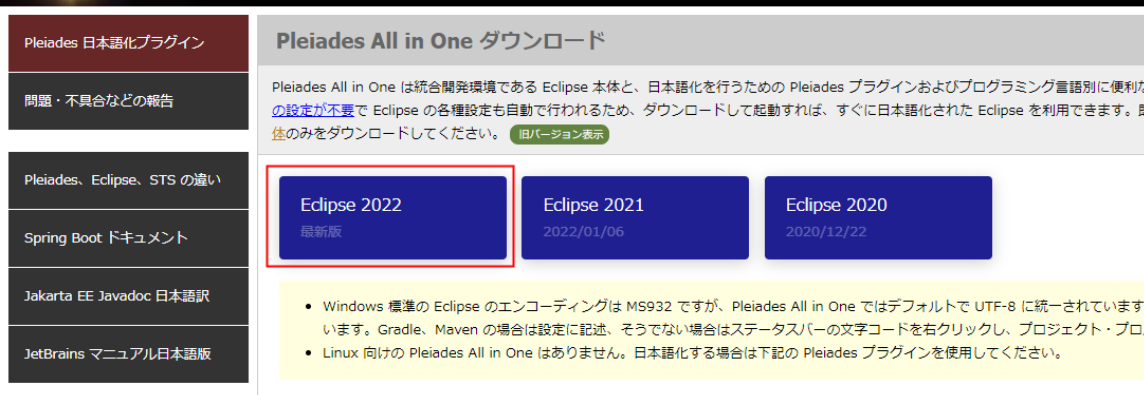 Pleiades 日本語化プラグイン
問題・不具合などの報告
Pleiades、Eclipse、STS の違い
Spring Boot ドキュメント
Jakarta EE Javadoc 日本語訳
JetBrains マニュアル日本語版
Pleiades All in One ダウンロード
Pleiades All in One は統合開発環境である Eclipse 本体と、日本語化を行うための Pleiades プラグインおよびプログラミング言語別に便利な
の設定が不要で Eclipse の各種設定も自動で行われるため、ダウンロードして起動すれば、すぐに日本語化された Eclipse を利用できます。
体のみをダウンロードしてください。 旧バージョン表示
Eclipse 2022
最新版
Eclipse 2021
2022/01/06
Eclipse 2020
2020/12/22
• Windows 標準の Eclipse のエンコーディングは MS932 ですが、Pleiades All in One ではデフォルトで UTF-8 に統一されています
います。Gradle、Maven の場合は設定に記述、そうでない場合はステータスバーの文字コードを右クリックし、プロジェクト・プロ
• Linux 向けの Pleiades All in One はありません。日本語化する場合は下記の Pleiades プラグインを使用してください。